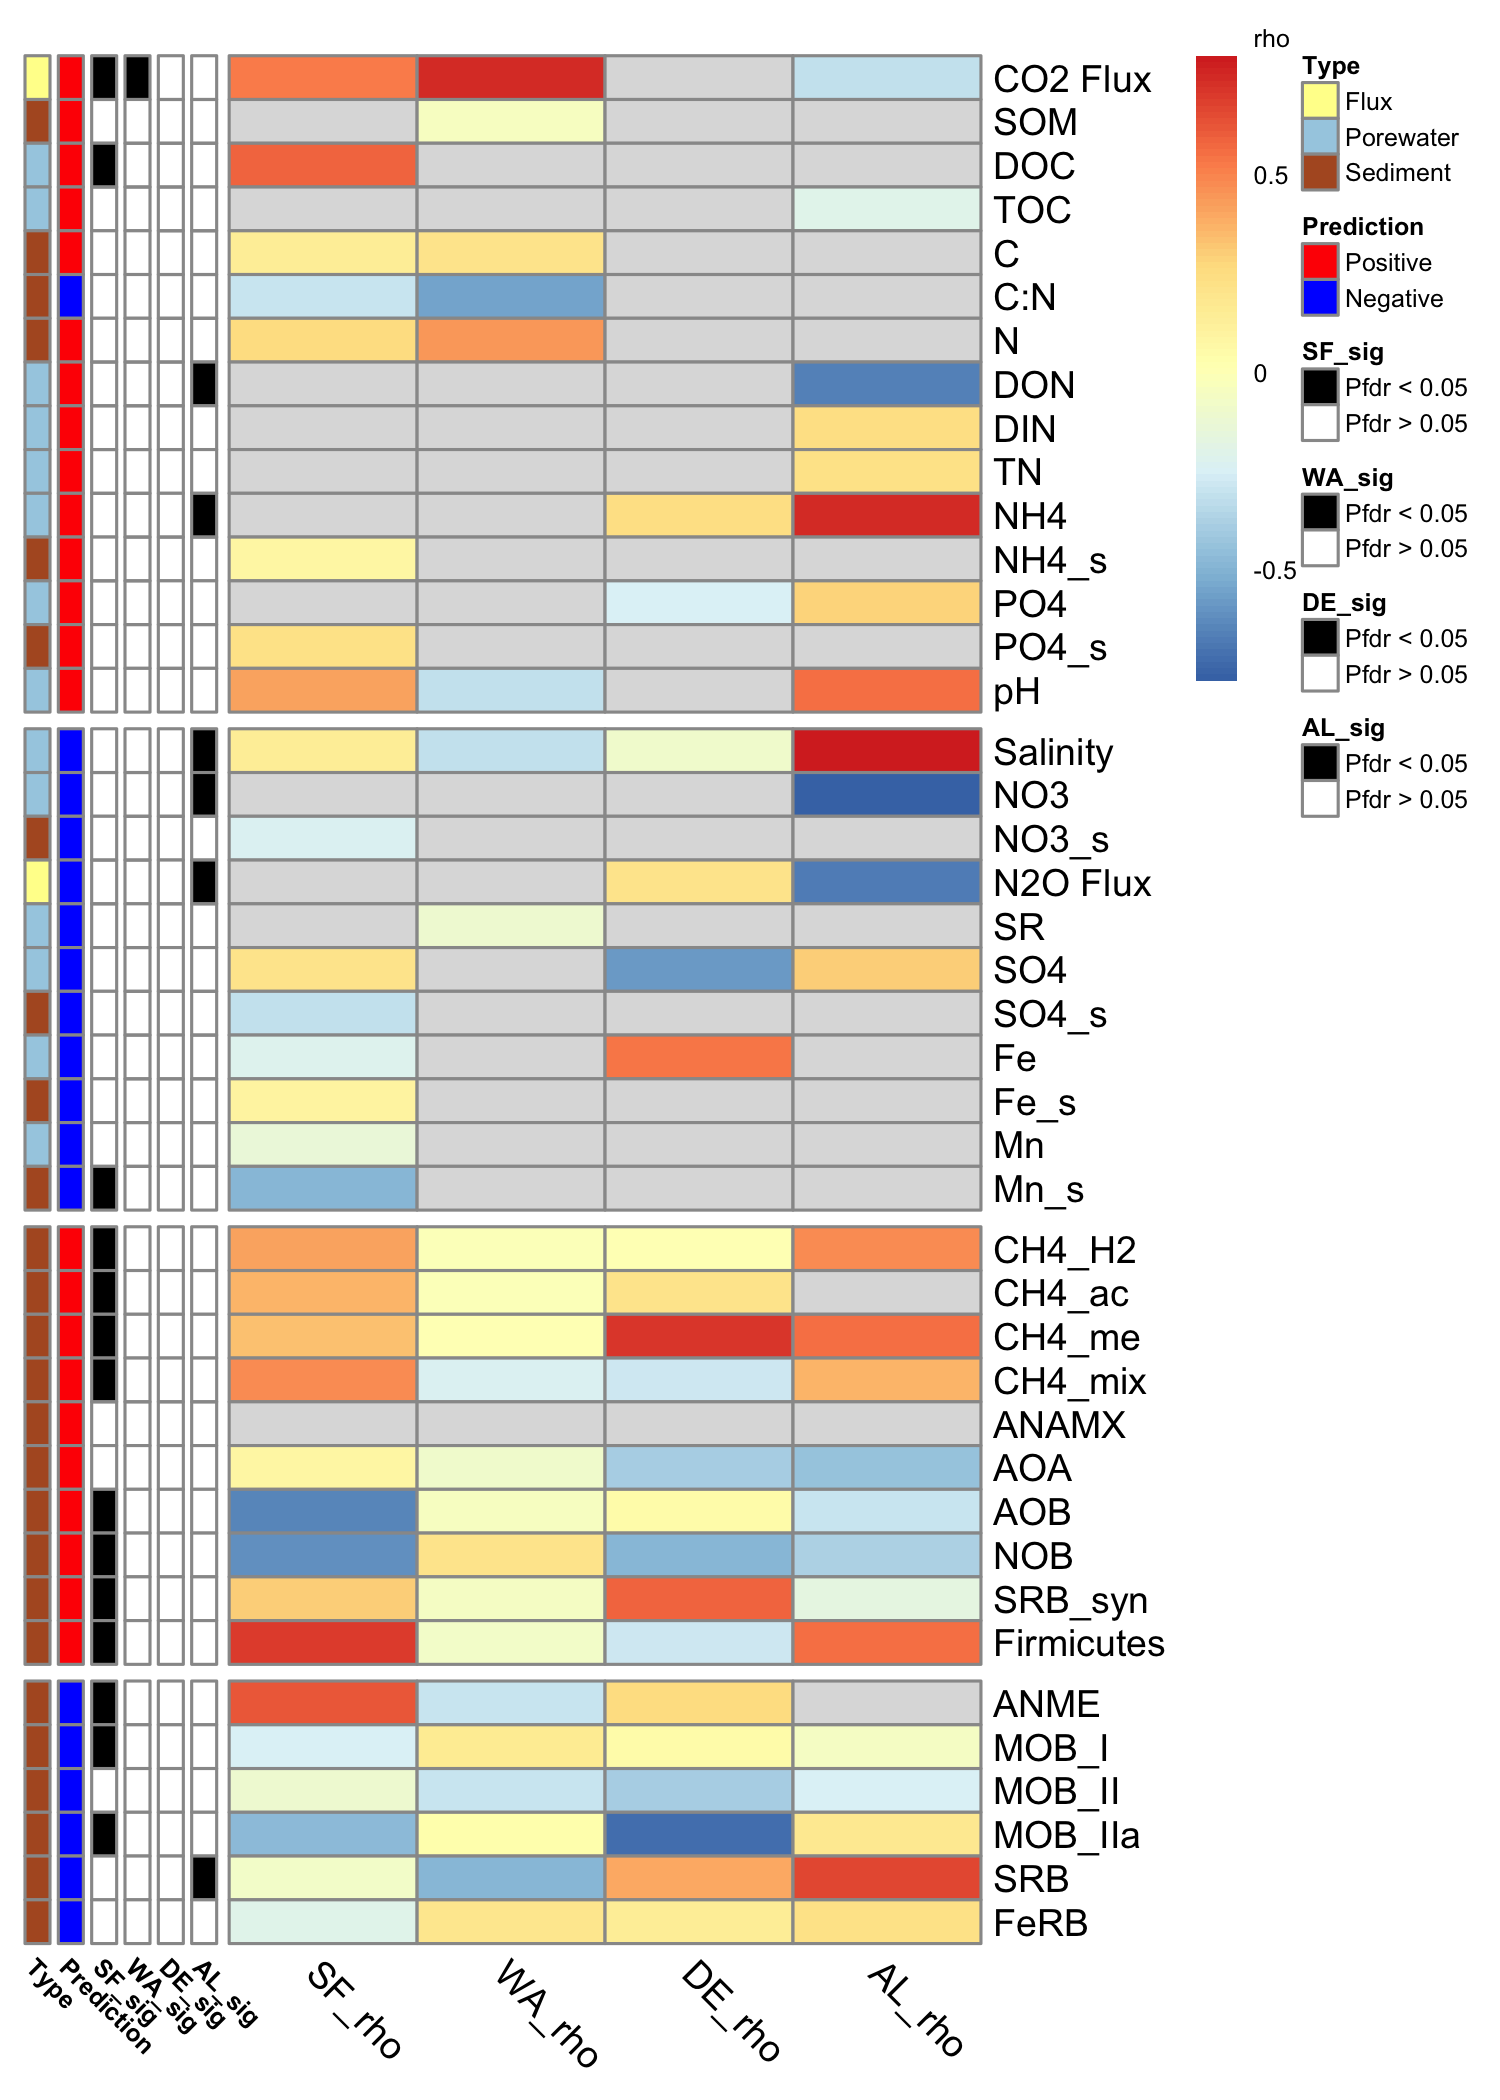 CO2 Flux
SOM
DOC
TOC
C
C:N
N
DON
DIN
TN
NH4
NH4_s
PO4
PO4_s
pH
Salinity
NO3
NO3_s
N2O Flux
SR
SO4
SO4_s
Fe
Fe_s
Mn
Mn_s
CH4_H2
CH4_ac
CH4_me
CH4_mix
ANAMX
AOA
AOB
NOB
SRB_syn
Firmicutes
ANME
MOB_I
MOB_II
MOB_IIa
SRB
FeRB
Type
Prediction
SF_sig
WA_sig
DE_sig
AL_sig
SF_rho
WA_rho
DE_rho
AL_rho
rho
0.5
0
-0.5
Type
Flux
Porewater
Sediment
Prediction
Positive
Negative
SF_sig
Pfdr < 0.05
Pfdr > 0.05
WA_sig
Pfdr < 0.05
Pfdr > 0.05
DE_sig
Pfdr < 0.05
Pfdr > 0.05
AL_sig
Pfdr < 0.05
Pfdr > 0.05